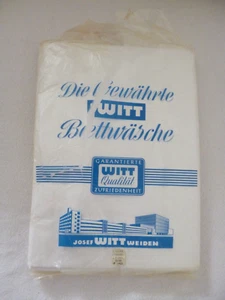 Die Bewährte
WITT
Bettwäsche
GARANTIERTE
WITT
Qualität
ZUFRIEDENHEIT
JOSEF WITT WEIDEN